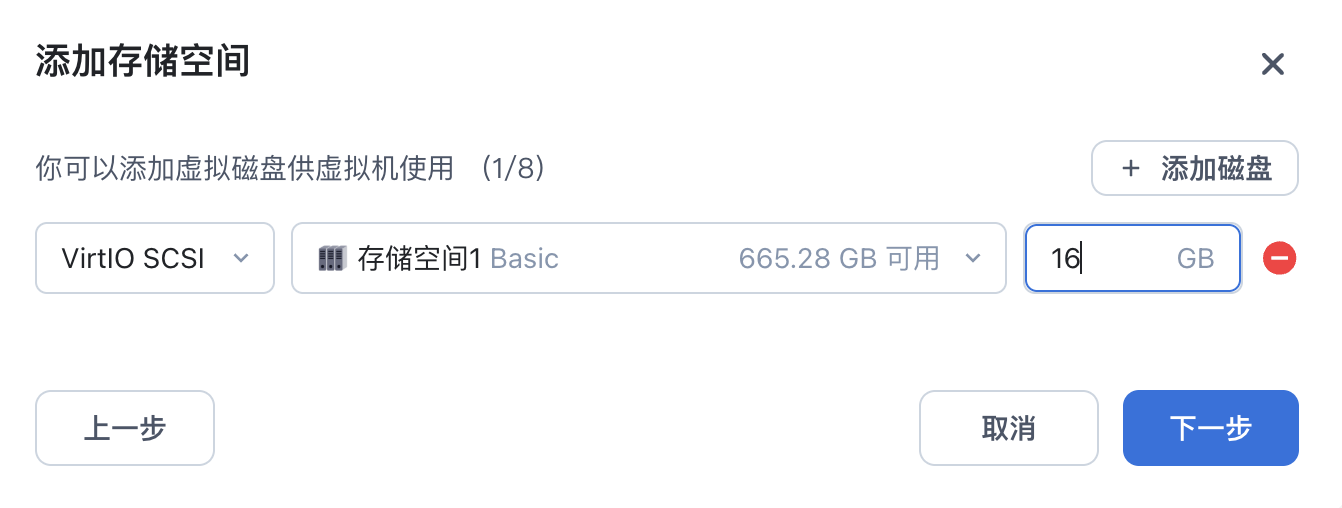 添加存储空间
你可以添加虚拟磁盘供虚拟机使用 (1/8)
+ 添加磁盘
VirtIO SCSI 存储空间1 Basic 665.28 GB 可用 16 GB
上一步 取消 下一步